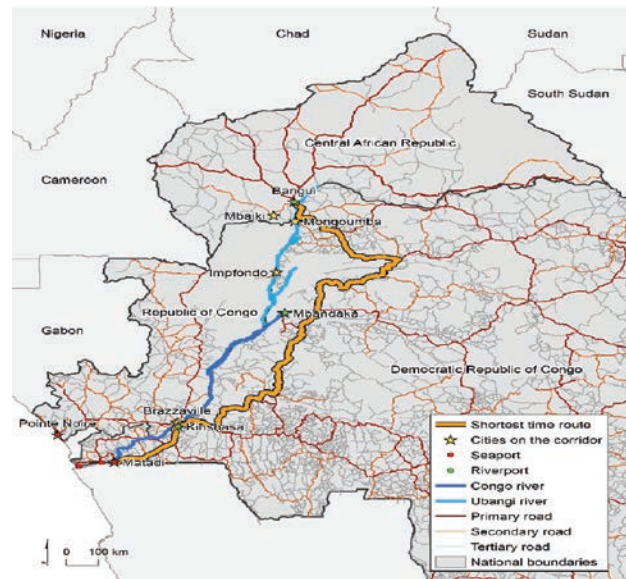 Nigeria
Chad
Sudan
South Sudan
Central African Republic
Cameroon
Bangui
Mbaiki
Mongoumba
Impfondo
Republic of Congo
Mbandaka
Gabon
Democratic Republic of Congo
Brazzaville
Pointe Noire
Kinshasa
Matadi
Shortest time route
Cities on the corridor
Seaport
Riverport
Congo river
Ubangi river
Primary road
Secondary road
Tertiary road
National boundaries
0 100 km